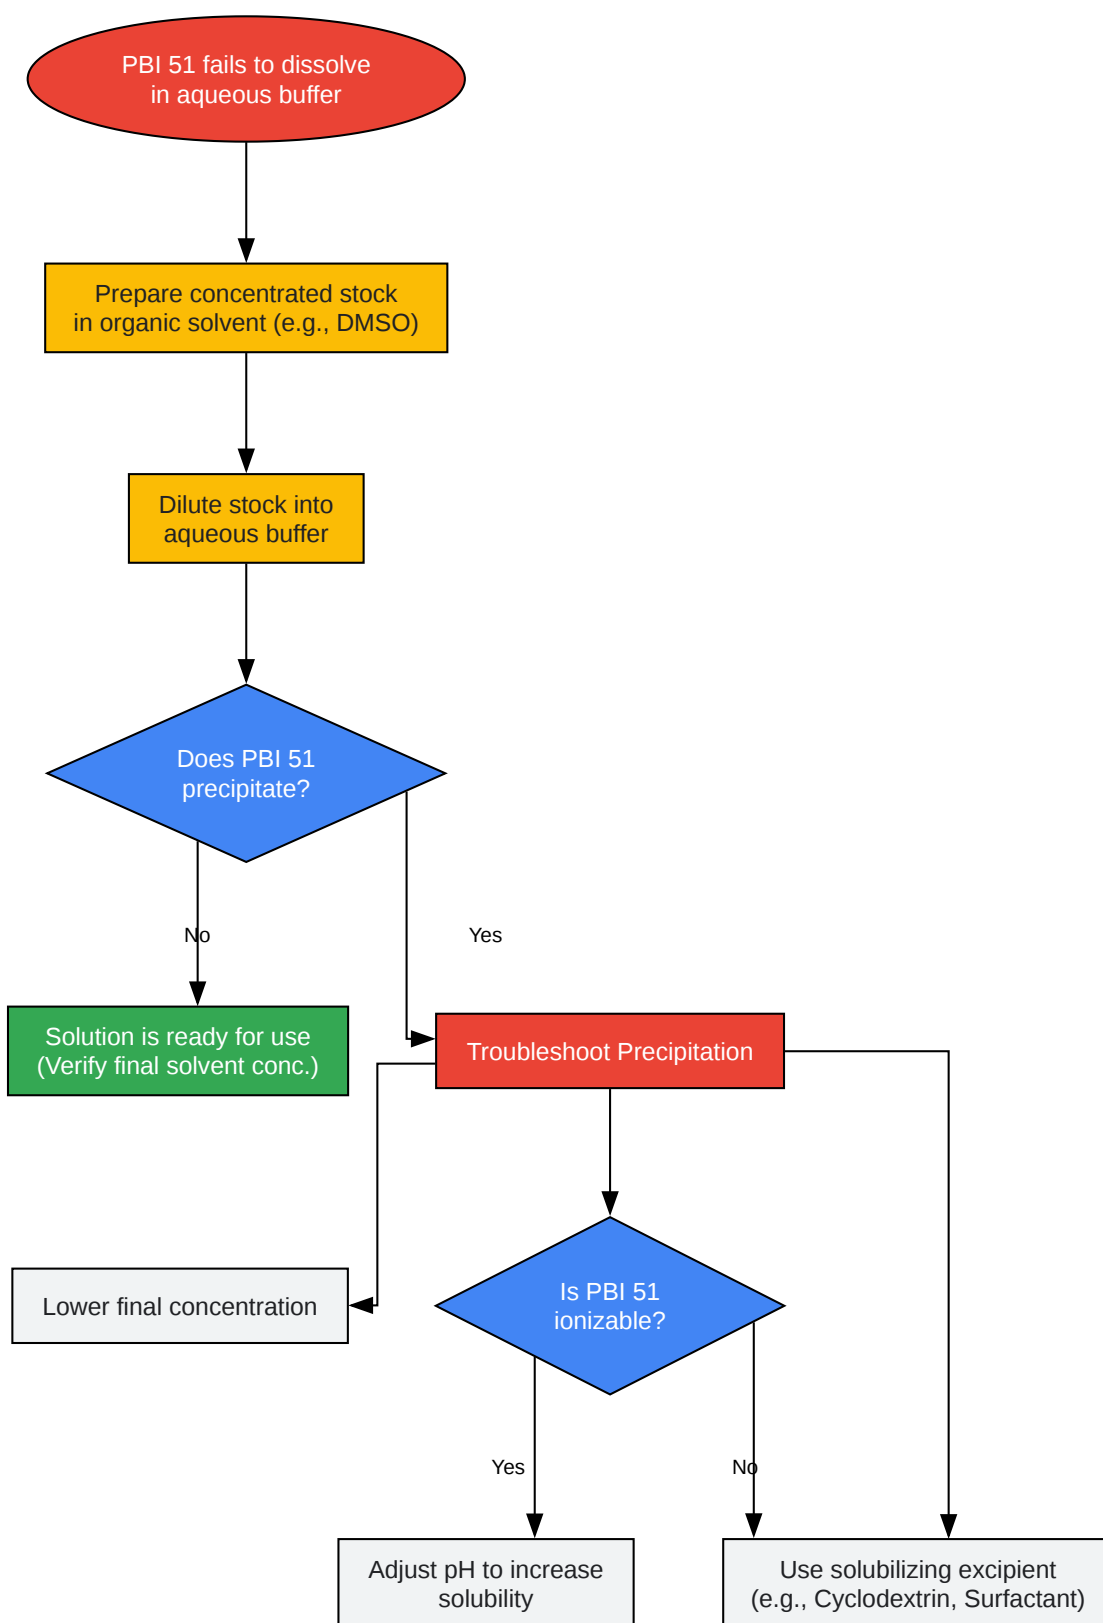 PBI 51 fails to dissolve
in aqueous buffer
Prepare concentrated stock
in organic solvent (e.g., DMSO)
Dilute stock into
aqueous buffer
Does PBI 51
precipitate?
No
Yes
Solution is ready for use
(Verify final solvent conc.)
Troubleshoot Precipitation
Lower final concentration
Is PBI 51
ionizable?
Yes
No
Adjust pH to increase
solubility
Use solubilizing excipient
(e.g., Cyclodextrin, Surfactant)